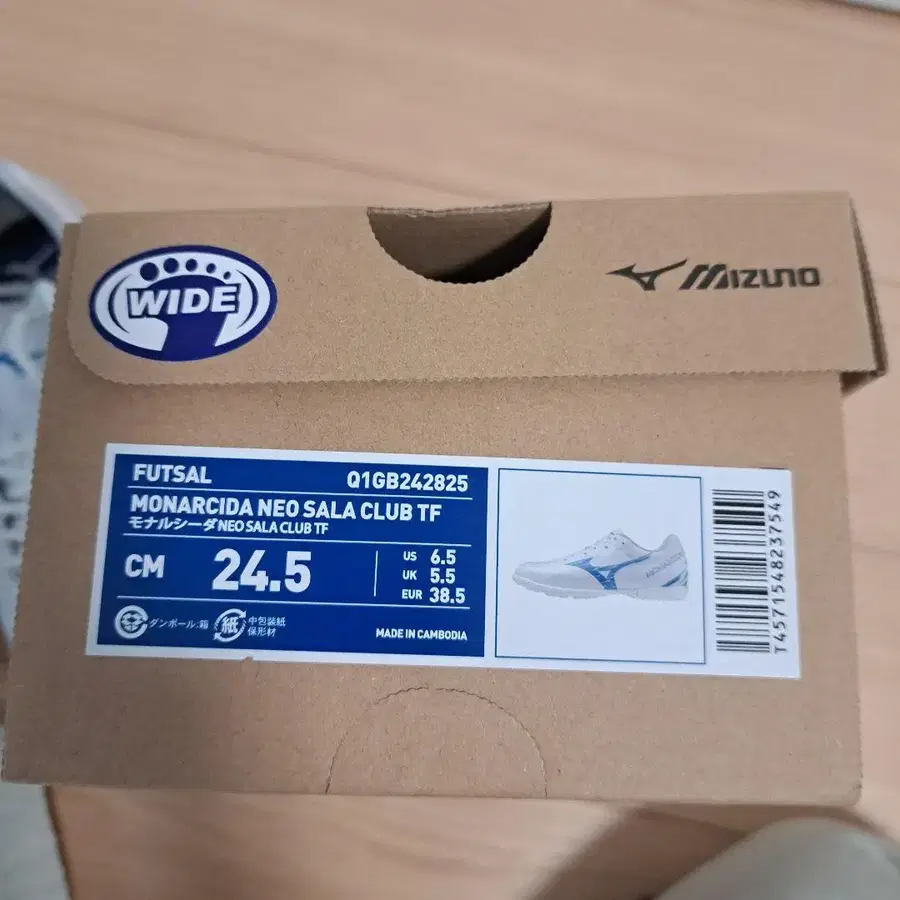 WIDE
MIZUNO
FUTSAL Q1GB242825
MONARCIDA NEO SALA CLUB TF
モナルシーダ NEO SALA CLUB TF
CM 24.5
US 6.5
UK 5.5
EUR 38.5
ダンボール:箱
紙
中包装紙
保形材
MADE IN CAMBODIA
T4571548237549